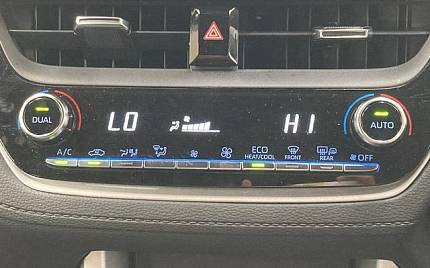 DUAL LO HI AUTO
A/C ECO HEAT/COOL FRONT REAR OFF